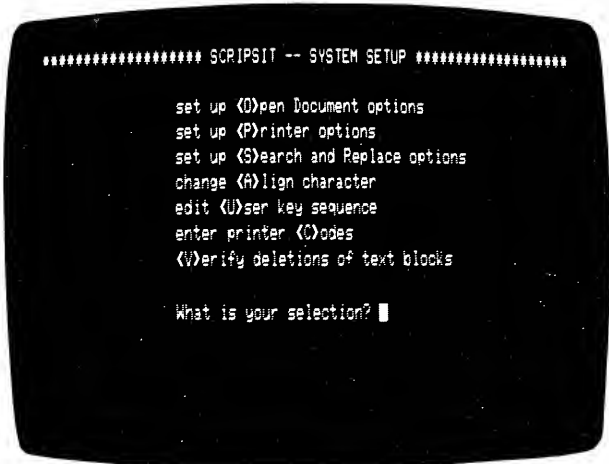 ******************* SCRIPSIT -- SYSTEM SETUP ******************
set up <O>pen Document options
set up <P>rinter options
set up <S>earch and Replace options
change <A>lign character
edit <U>ser key sequence
enter printer <C>odes
<V>erify deletions of text blocks
What is your selection?